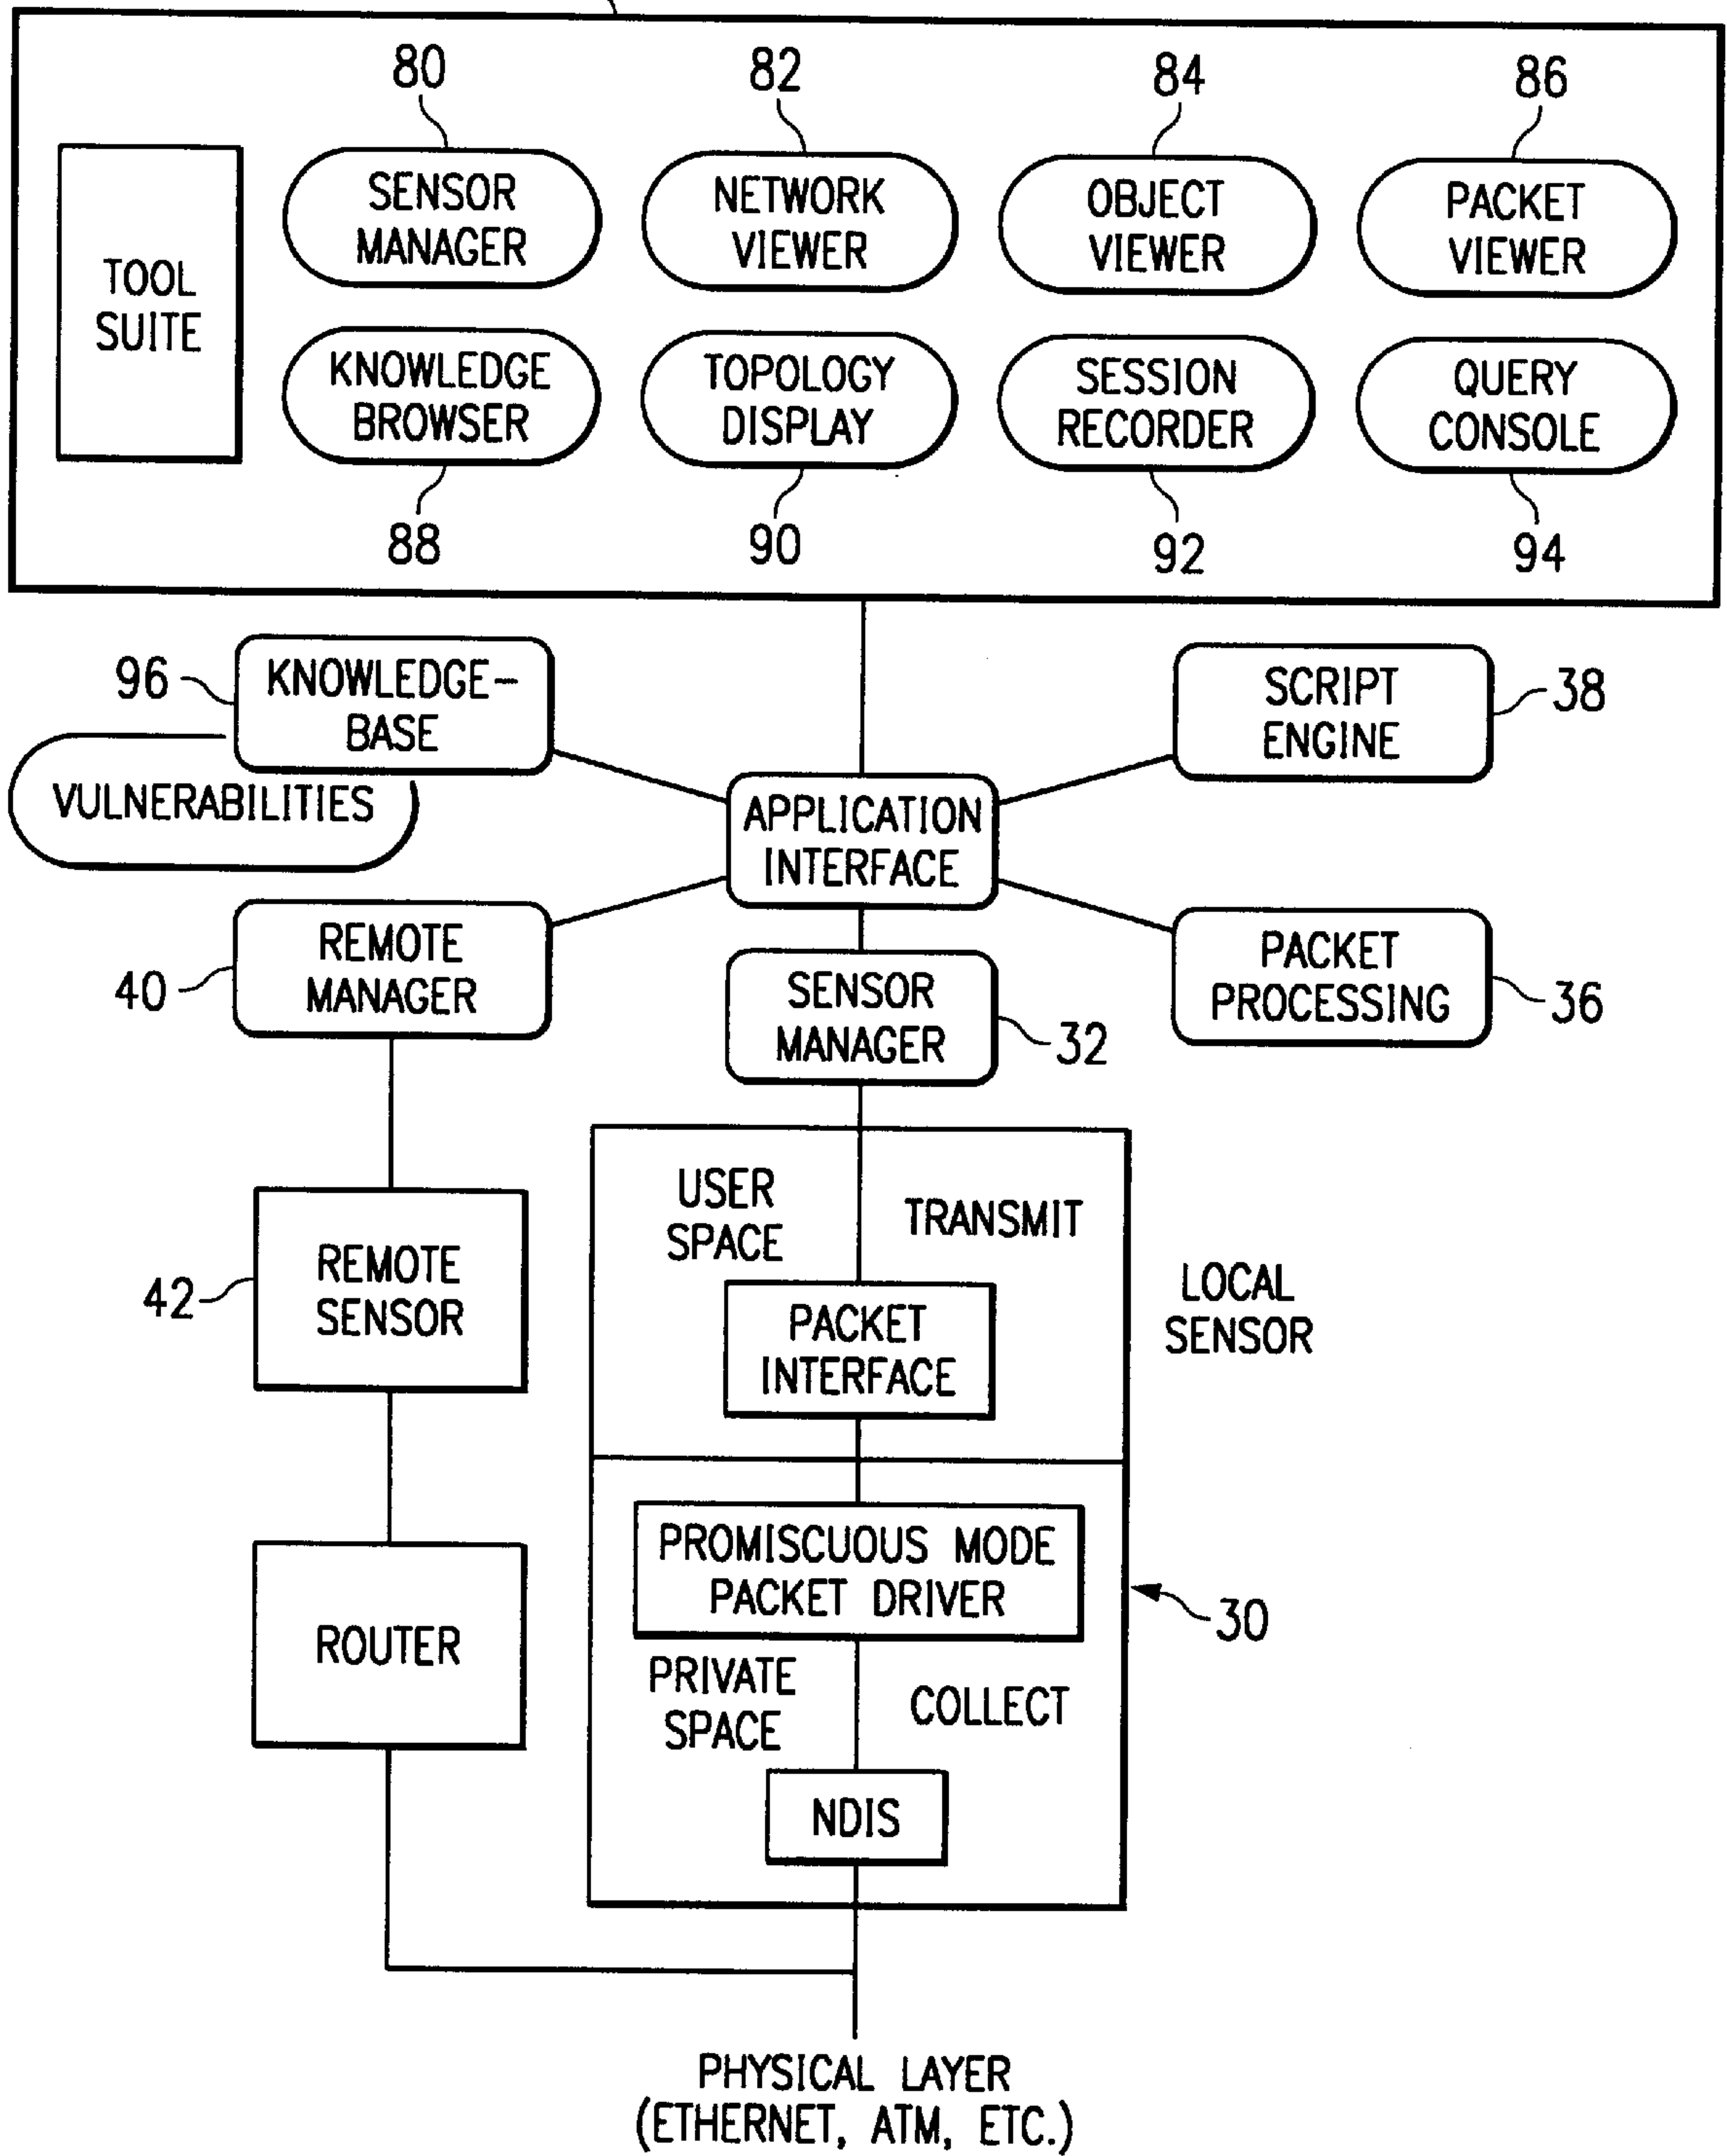 80
82
84
86
TOOL
SUITE
SENSOR
MANAGER
NETWORK
VIEWER
OBJECT
VIEWER
PACKET
VIEWER
KNOWLEDGE
BROWSER
TOPOLOGY
DISPLAY
SESSION
RECORDER
QUERY
CONSOLE
88
90
92
94
96
KNOWLEDGE-
BASE
VULNERABILITIES
SCRIPT
ENGINE
38
APPLICATION
INTERFACE
40
REMOTE
MANAGER
SENSOR
MANAGER
32
PACKET
PROCESSING
36
42
REMOTE
SENSOR
USER
SPACE
TRANSMIT
PACKET
INTERFACE
LOCAL
SENSOR
ROUTER
PROMISCUOUS MODE
PACKET DRIVER
30
PRIVATE
SPACE
COLLECT
NDIS
PHYSICAL LAYER
(ETHERNET, ATM, ETC.)